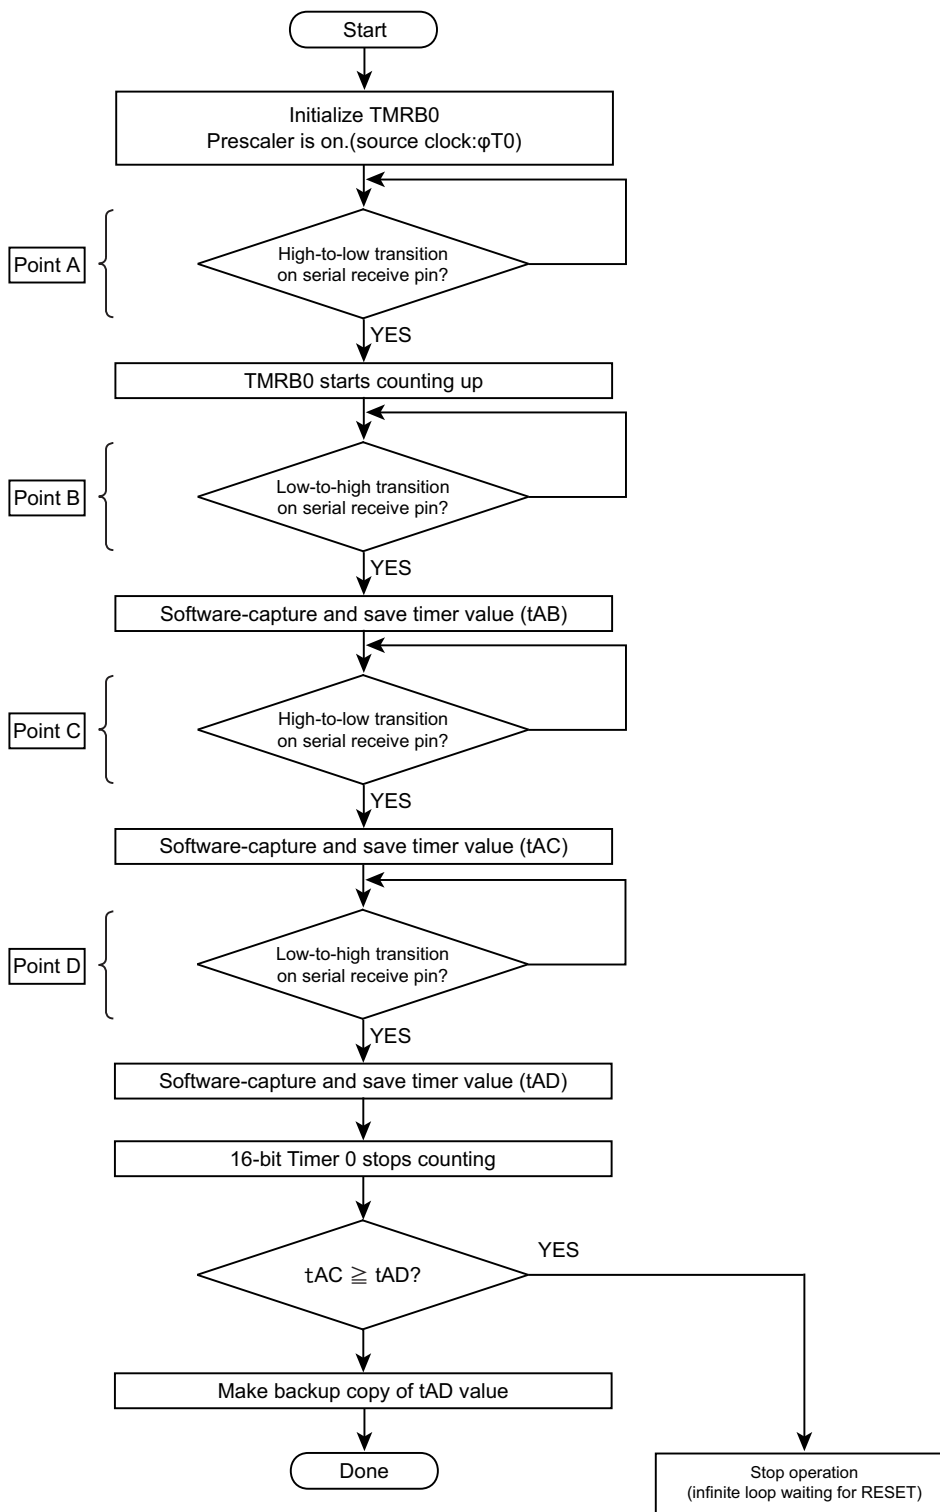 Start
Initialize TMRB0
Prescaler is on.(source clock:φT0)
Point A
High-to-low transition
on serial receive pin?
YES
TMRB0 starts counting up
Point B
Low-to-high transition
on serial receive pin?
YES
Software-capture and save timer value (tAB)
Point C
High-to-low transition
on serial receive pin?
YES
Software-capture and save timer value (tAC)
Point D
Low-to-high transition
on serial receive pin?
YES
Software-capture and save timer value (tAD)
16-bit Timer 0 stops counting
tAC ≧ tAD?
YES
Make backup copy of tAD value
Done
Stop operation
(infinite loop waiting for RESET)